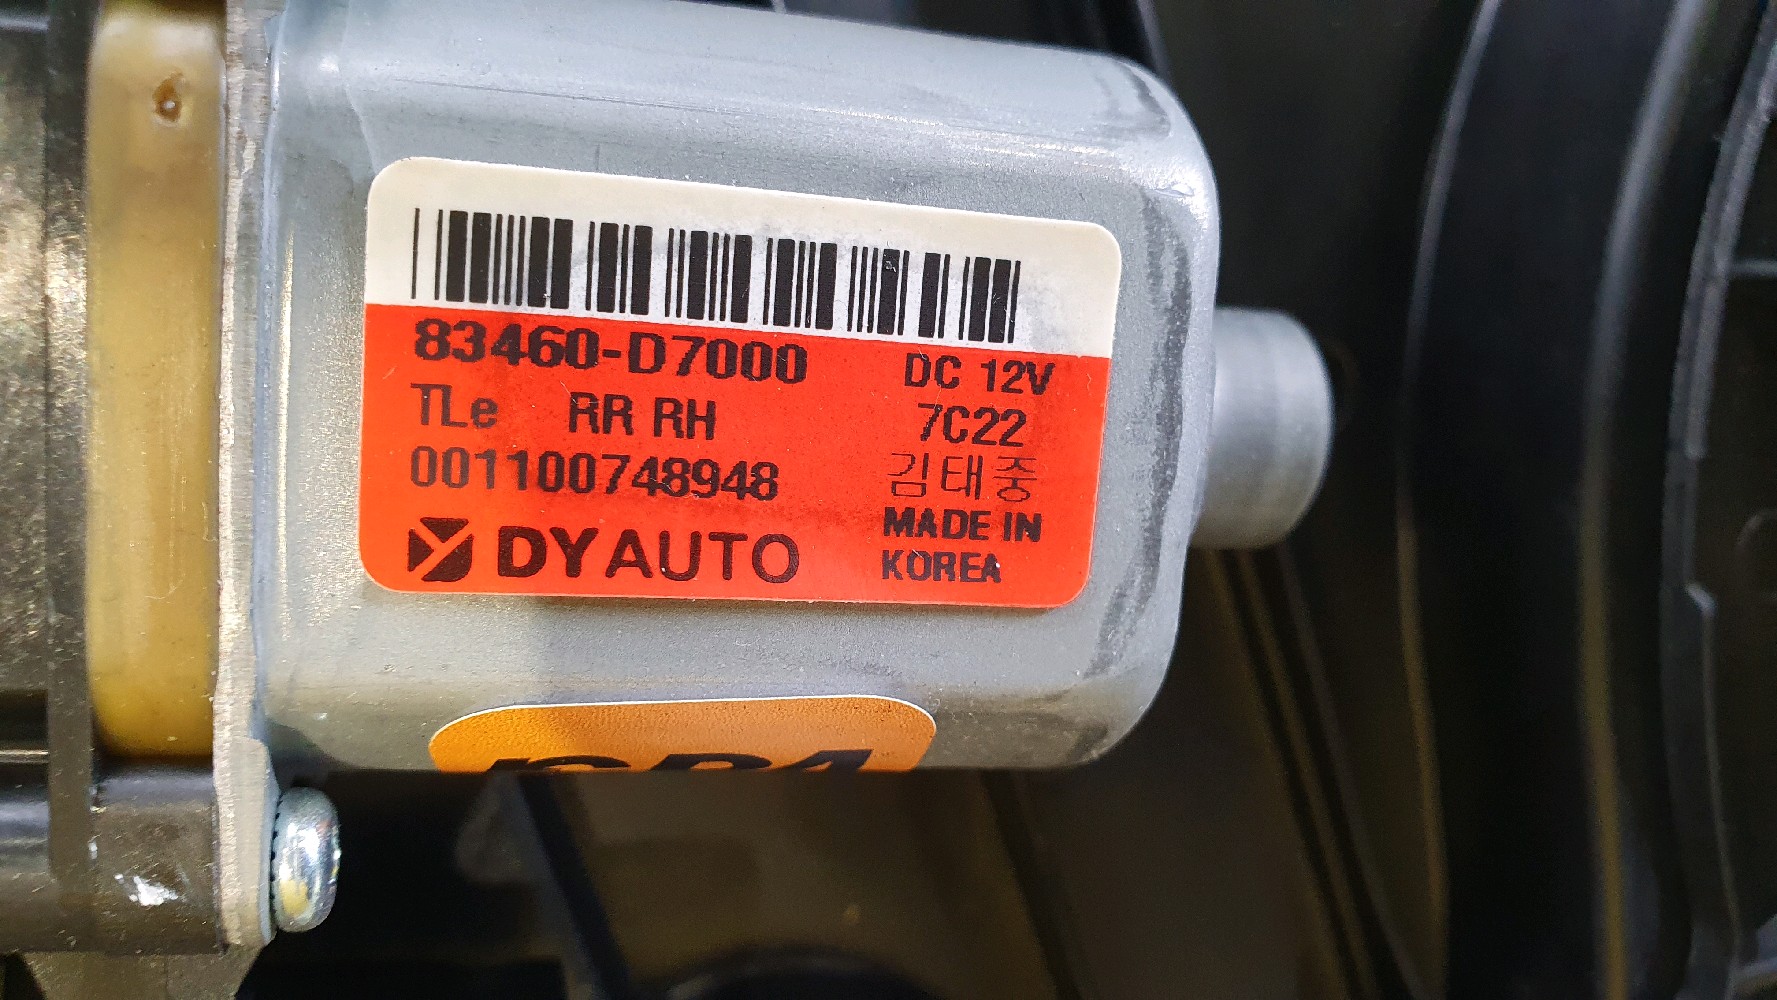 83460-D7000 DC 12V
TLe RR RH 7C22
001100748948 김태중
DYAUTO MADE IN
KOREA